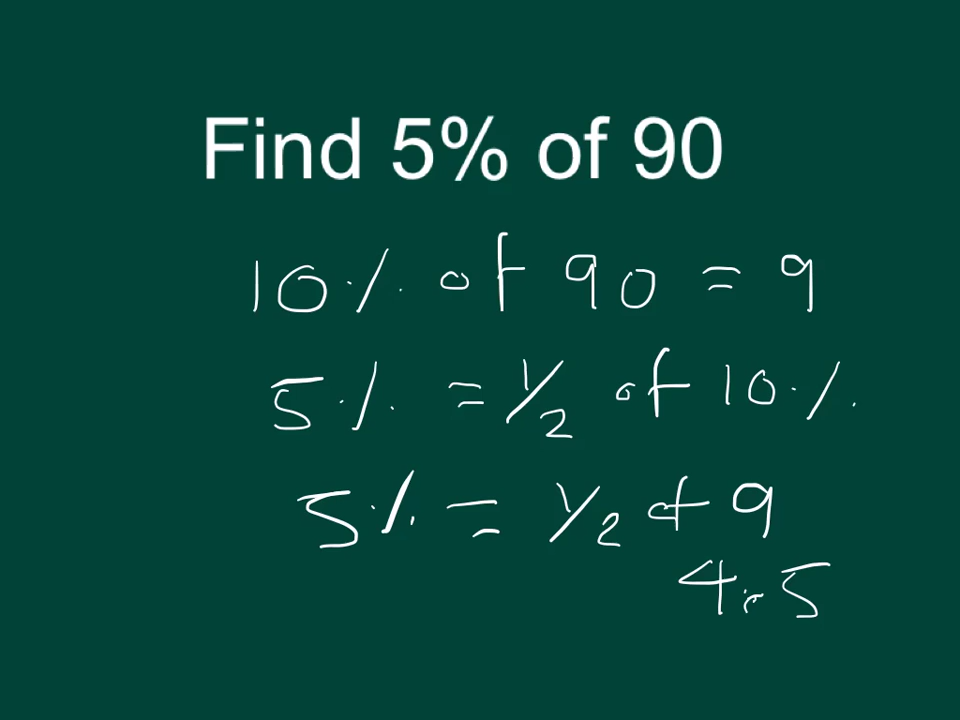 Find 5% of 90
10% of 90 = 9
5% = 1/2 of 10%
5% = 1/2 of 9
4.5